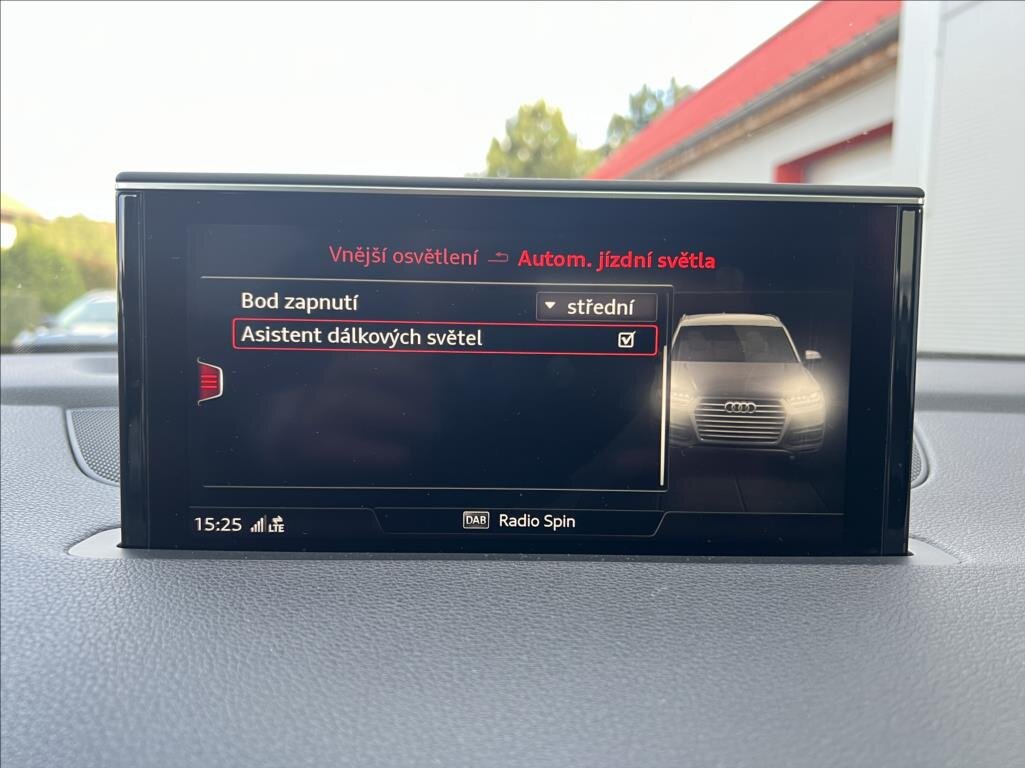 Vnější osvětlení Autom. jízdní světla
Bod zapnutí střední
Asistent dálkových světel
15:25 LTE DAB Radio Spin